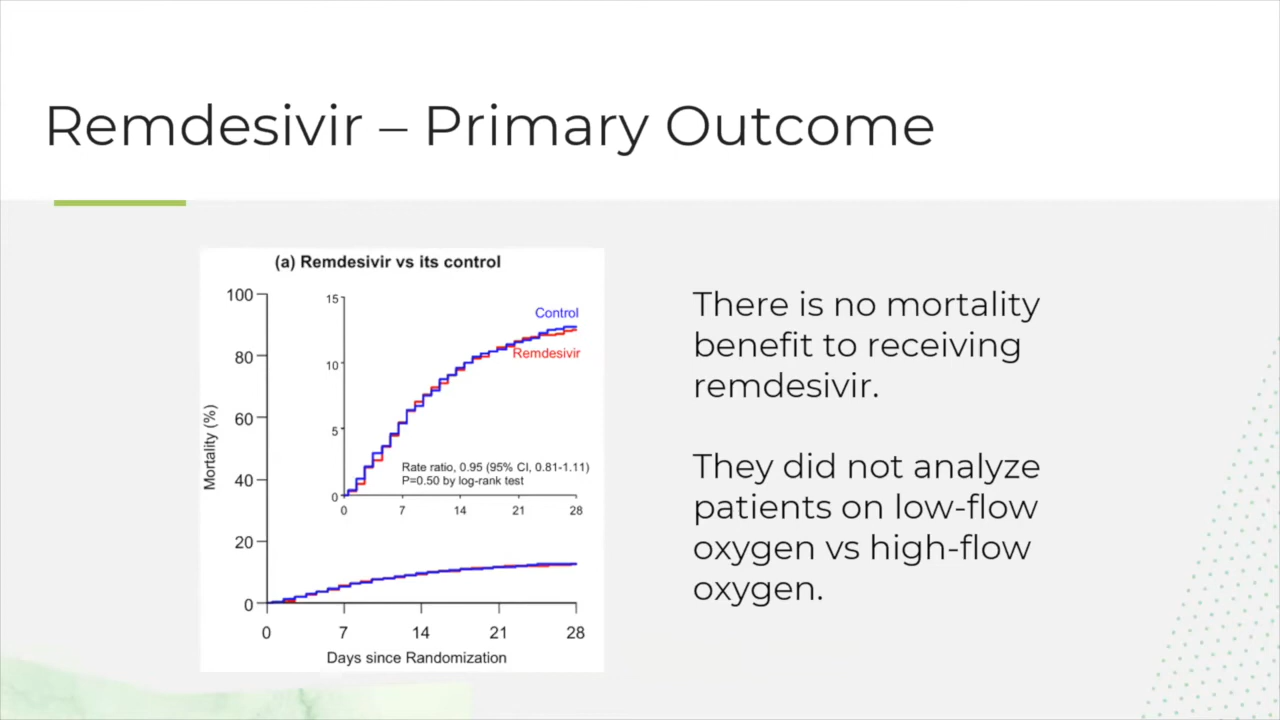 Remdesivir – Primary Outcome
(a) Remdesivir vs its control
100
80
60
40
20
0
Mortality (%)
0
7
14
21
28
Days since Randomization
15
10
5
0
0
7
14
21
28
Control
Remdesivir
Rate ratio, 0.95 (95% CI, 0.81-1.11)
P=0.50 by log-rank test
There is no mortality
benefit to receiving
remdesivir.
They did not analyze
patients on low-flow
oxygen vs high-flow
oxygen.